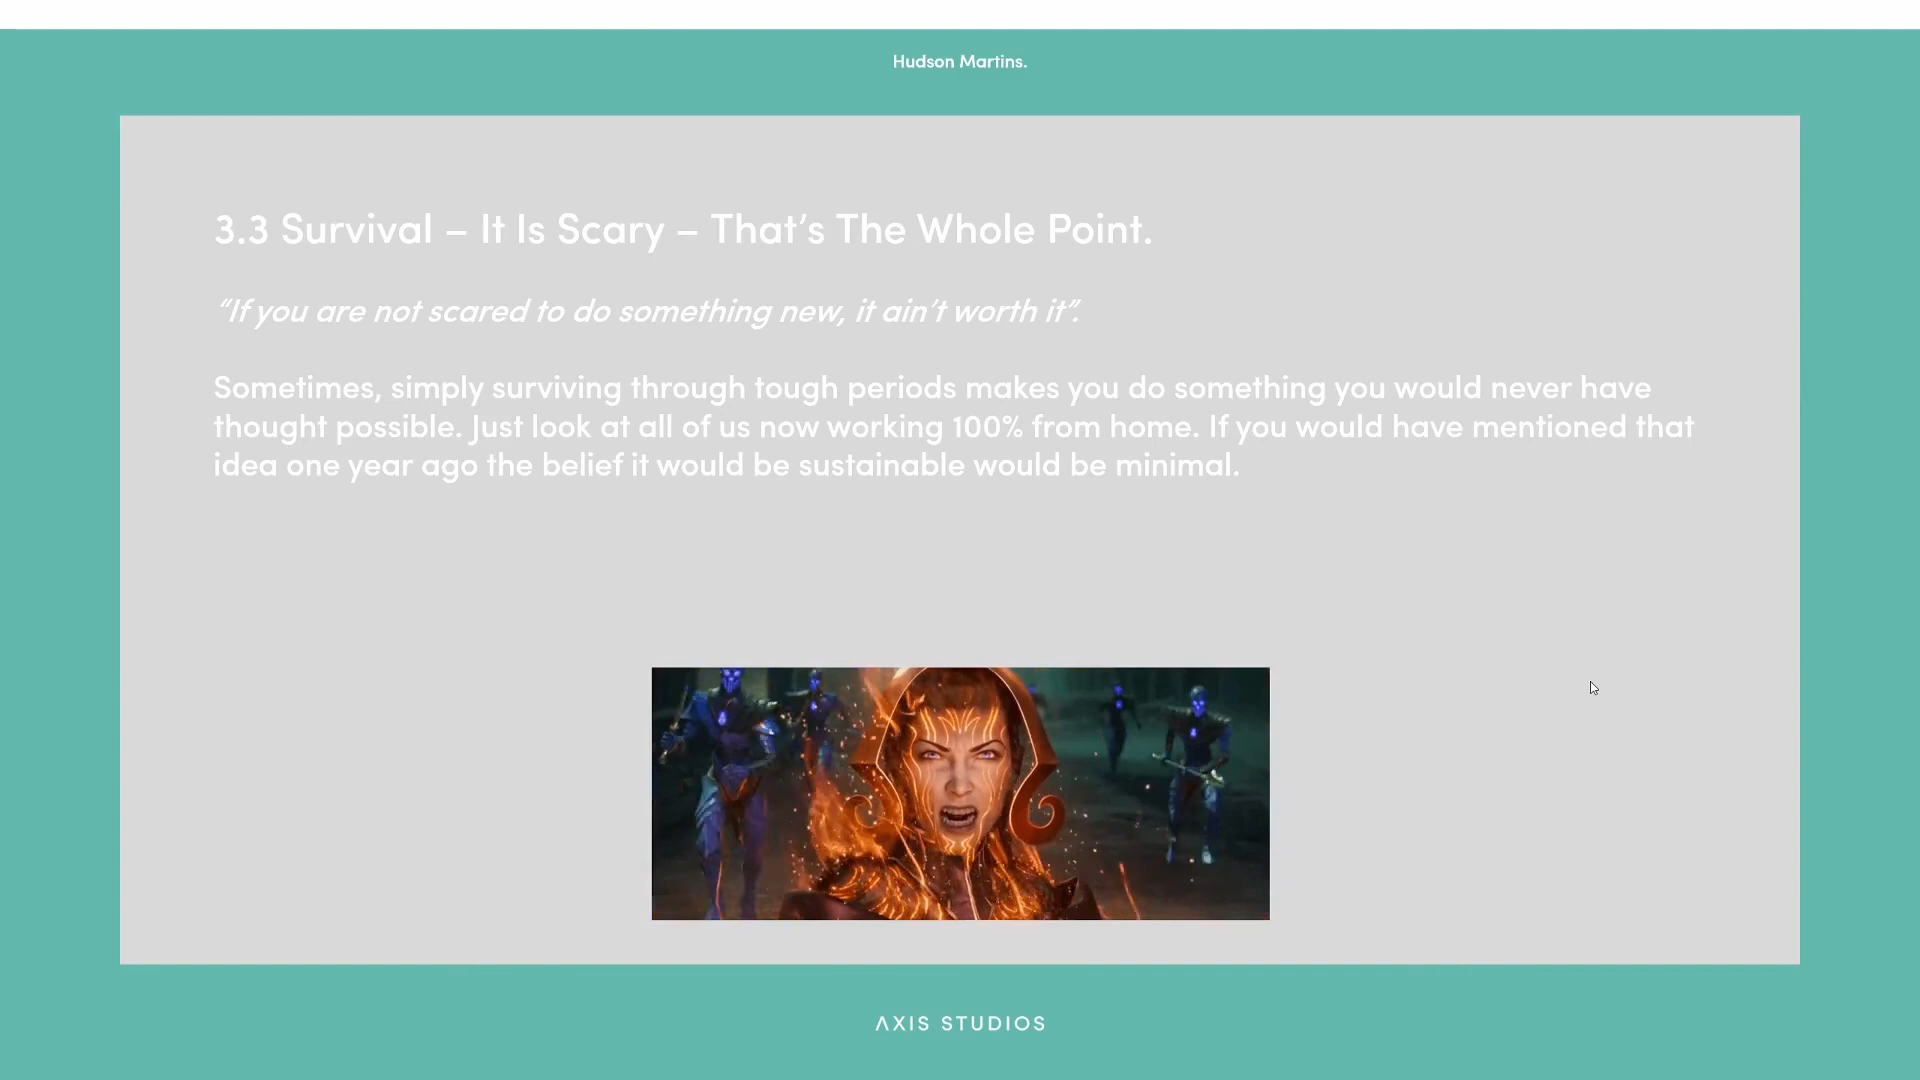 Hudson Martins.
3.3 Survival – It Is Scary – That’s The Whole Point.
“If you are not scared to do something new, it ain’t worth it”.
Sometimes, simply surviving through tough periods makes you do something you would never have
thought possible. Just look at all of us now working 100% from home. If you would have mentioned that
idea one year ago the belief it would be sustainable would be minimal.
AXIS STUDIOS